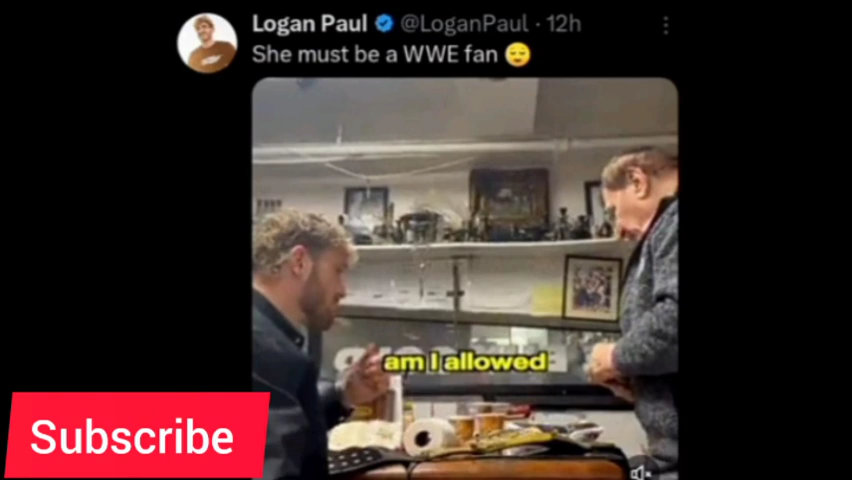 Logan Paul @LoganPaul · 12h
She must be a WWE fan 😌
am I allowed
Subscribe